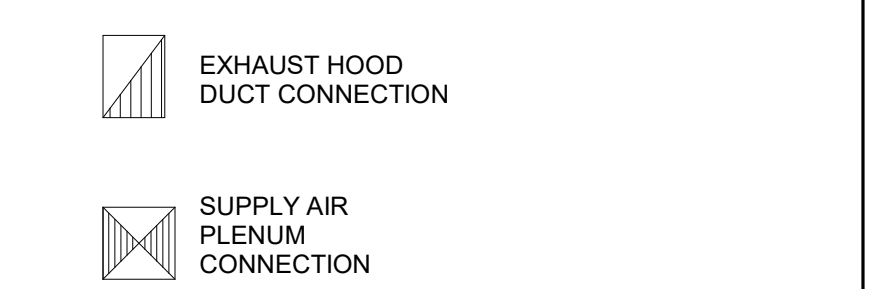 EXHAUST HOOD
DUCT CONNECTION
SUPPLY AIR
PLENUM
CONNECTION